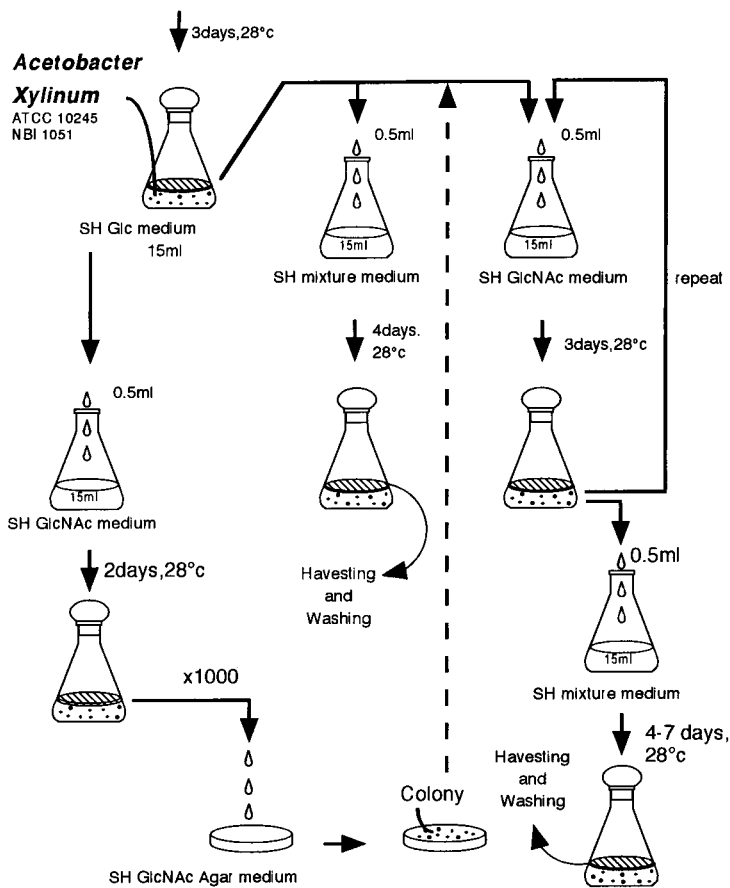 3days,28°c
Acetobacter
Xylinum
ATCC 10245
NBI 1051
SH Glc medium
15ml
0.5ml
15ml
SH mixture medium
4days.
28°c
Havesting
and
Washing
0.5ml
15ml
SH GlcNAc medium
repeat
3days,28°c
0.5ml
15ml
SH mixture medium
4-7 days,
28°c
Havesting
and
Washing
0.5ml
15ml
SH GlcNAc medium
2days,28°c
x1000
SH GlcNAc Agar medium
Colony